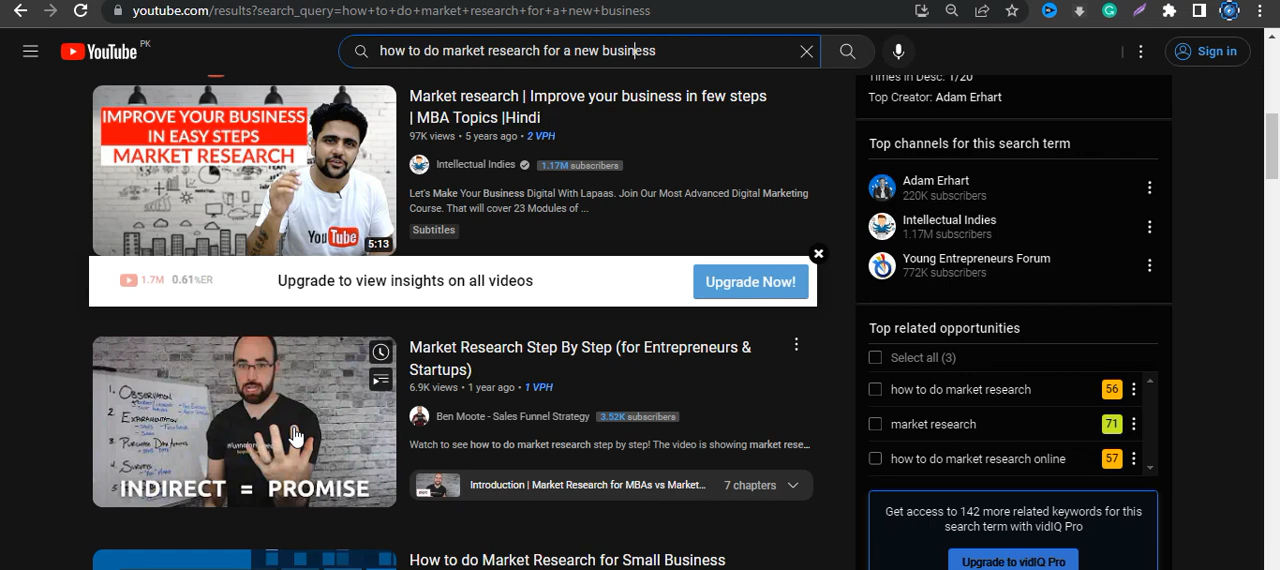 youtube.com/results?search_query=how+to+do+market+research+for+a+new+business
YouTube PK
how to do market research for a new business
Sign in
IMPROVE YOUR BUSINESS
IN EASY STEPS
MARKET RESEARCH
You Tube
5:13
Market research | Improve your business in few steps
| MBA Topics |Hindi
97K views • 5 years ago • 2 VPH
Intellectual Indies 1.17M subscribers
Let's Make Your Business Digital With Lapaas. Join Our Most Advanced Digital Marketing
Course. That will cover 23 Modules of ...
Subtitles
1.7M 0.61%ER
Upgrade to view insights on all videos
Upgrade Now!
1. OBSERVATION
2. EXPERIMENTATION
3. PURCHASE DATA
4. SURVEYS
INDIRECT = PROMISE
Market Research Step By Step (for Entrepreneurs &
Startups)
6.9K views • 1 year ago • 1 VPH
Ben Moote - Sales Funnel Strategy 3.52K subscribers
Watch to see how to do market research step by step! The video is showing market rese...
Introduction | Market Research for MBAs vs Market... 7 chapters
How to do Market Research for Small Business
Times in Desc: 1/20
Top Creator: Adam Erhart
Top channels for this search term
Adam Erhart
220K subscribers
Intellectual Indies
1.17M subscribers
Young Entrepreneurs Forum
772K subscribers
Top related opportunities
Select all (3)
how to do market research 56
market research 71
how to do market research online 57
Get access to 142 more related keywords for this
search term with vidIQ Pro
Upgrade to vidIQ Pro